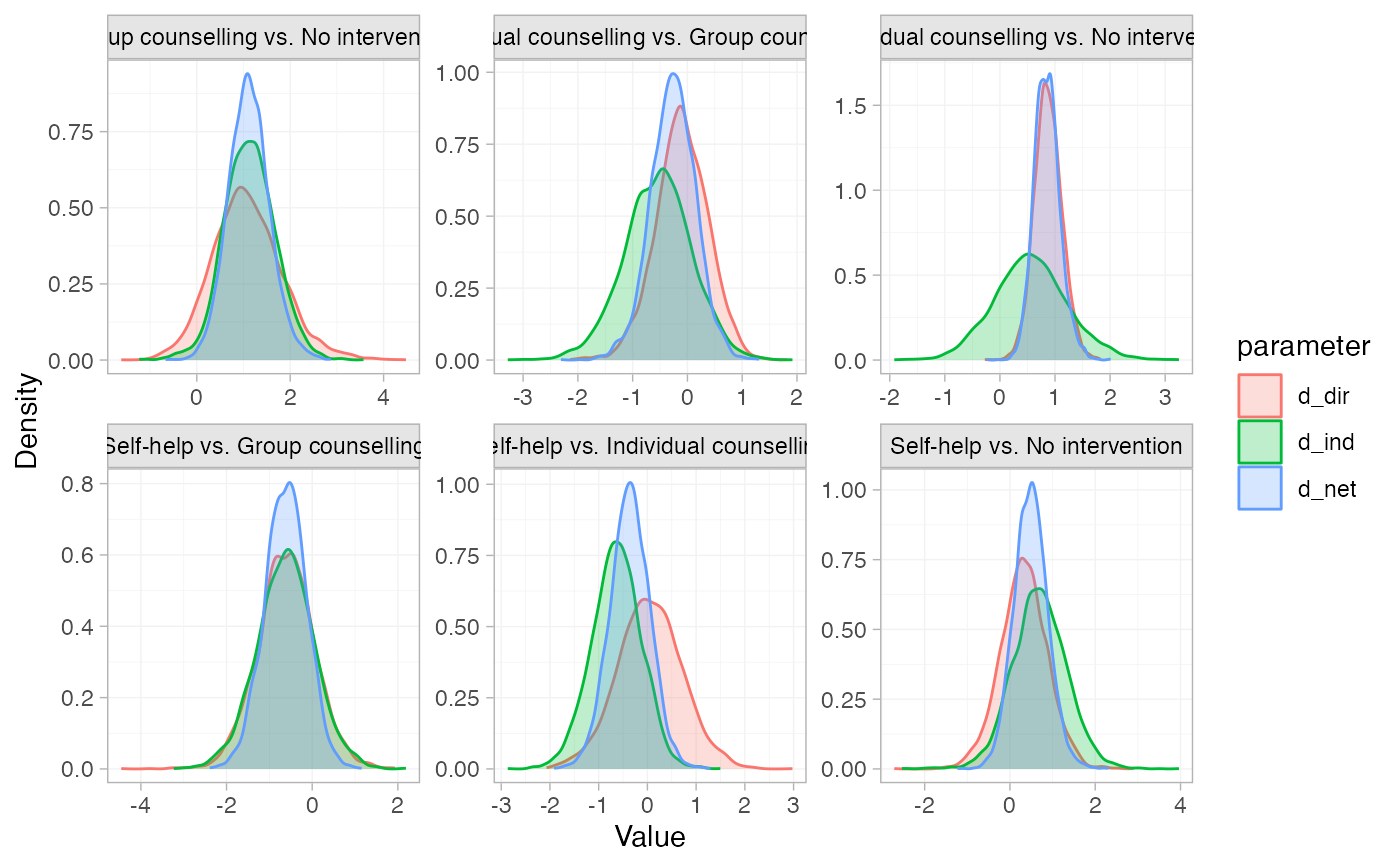 up counselling vs. No interven
ual counselling vs. Group coun
dual counselling vs. No interve
0.00
0.25
0.50
0.75
0 2 4
0.00
0.25
0.50
0.75
1.00
-3 -2 -1 0 1 2
0.0
0.5
1.0
1.5
-2 -1 0 1 2 3
Self-help vs. Group counselling
elf-help vs. Individual counsellin
Self-help vs. No intervention
0.0
0.2
0.4
0.6
0.8
-4 -2 0 2
0.00
0.25
0.50
0.75
1.00
-3 -2 -1 0 1 2 3
0.00
0.25
0.50
0.75
1.00
-2 0 2 4
Density
Value
parameter
d_dir
d_ind
d_net